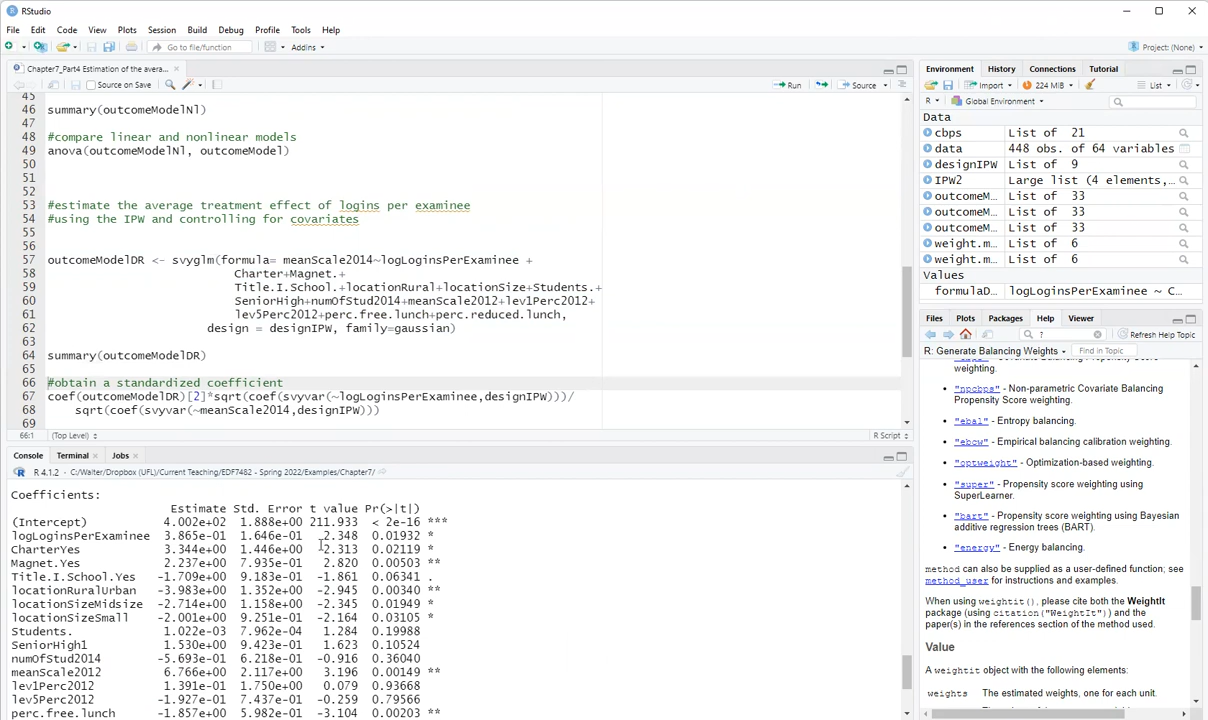 RStudio
File Edit Code View Plots Session Build Debug Profile Tools Help
Go to file/function Addins Project: (None)
Chapter7_Part4 Estimation of the avera...
Source on Save Run Source
45
46 summary(outcomeModelNl)
47
48 #compare linear and nonlinear models
49 anova(outcomeModelNl, outcomeModel)
50
51
52
53 #estimate the average treatment effect of logins per examinee
54 #using the IPW and controlling for covariates
55
56
57 outcomeModelDR <- svyglm(formula= meanScale2014~logLoginsPerExaminee +
58 Charter+Magnet.+
59 Title.I.School.+locationRural+locationSize+Students.+
60 SeniorHigh+numOfStud2014+meanScale2012+lev1Perc2012+
61 lev5Perc2012+perc.free.lunch+perc.reduced.lunch,
62 design = designIPW, family=gaussian)
63
64 summary(outcomeModelDR)
65
66 #obtain a standardized coefficient
67 coef(outcomeModelDR)[2]*sqrt(coef(svyvar(~logLoginsPerExaminee,designIPW)))/
68 sqrt(coef(svyvar(~meanScale2014,designIPW)))
69
66:1 (Top Level) R Script
Console Terminal Jobs
R 4.1.2 · C:/Walter/Dropbox (UFL)/Current Teaching/EDF7482 - Spring 2022/Examples/Chapter7/
Coefficients:
Estimate Std. Error t value Pr(>|t|)
(Intercept) 4.002e+02 1.888e+00 211.933 < 2e-16 ***
logLoginsPerExaminee 3.865e-01 1.646e-01 2.348 0.01932 *
CharterYes 3.344e+00 1.446e+00 2.313 0.02119 *
Magnet.Yes 2.237e+00 7.935e-01 2.820 0.00503 **
Title.I.School.Yes -1.709e+00 9.183e-01 -1.861 0.06341 .
locationRuralUrban -3.983e+00 1.352e+00 -2.945 0.00340 **
locationSizeMidsize -2.714e+00 1.158e+00 -2.345 0.01949 *
locationSizeSmall -2.001e+00 9.251e-01 -2.164 0.03105 *
Students. 1.022e-03 7.962e-04 1.284 0.19988
SeniorHigh1 1.530e+00 9.423e-01 1.623 0.10524
numOfStud2014 -5.693e-01 6.218e-01 -0.916 0.36040
meanScale2012 6.766e+00 2.117e+00 3.196 0.00149 **
lev1Perc2012 1.391e-01 1.750e+00 0.079 0.93668
lev5Perc2012 -1.927e-01 7.437e-01 -0.259 0.79566
perc.free.lunch -1.857e+00 5.982e-01 -3.104 0.00203 **
Environment History Connections Tutorial
Import 224 MiB List
R Global Environment
Data
cbps List of 21
data 448 obs. of 64 variables
designIPW List of 9
IPW2 Large list (4 elements,...
outcomeM... List of 33
outcomeM... List of 33
outcomeM... List of 33
weight.m... List of 6
weight.m... List of 6
Values
formulaD... logLoginsPerExaminee ~ C...
Files Plots Packages Help Viewer
? Refresh Help Topic
R: Generate Balancing Weights Find in Topic
weighting.
"npcbps" - Non-parametric Covariate Balancing
Propensity Score weighting.
"ebal" - Entropy balancing.
"ebcw" - Empirical balancing calibration weighting.
"optweight" - Optimization-based weighting.
"super" - Propensity score weighting using
SuperLearner.
"bart" - Propensity score weighting using Bayesian
additive regression trees (BART).
"energy" - Energy balancing.
method can also be supplied as a user-defined function; see
method_user for instructions and examples.
When using weightit(), please cite both the WeightIt
package (using citation("WeightIt")) and the
paper(s) in the references section of the method used.
Value
A weightit object with the following elements:
weights The estimated weights, one for each unit.